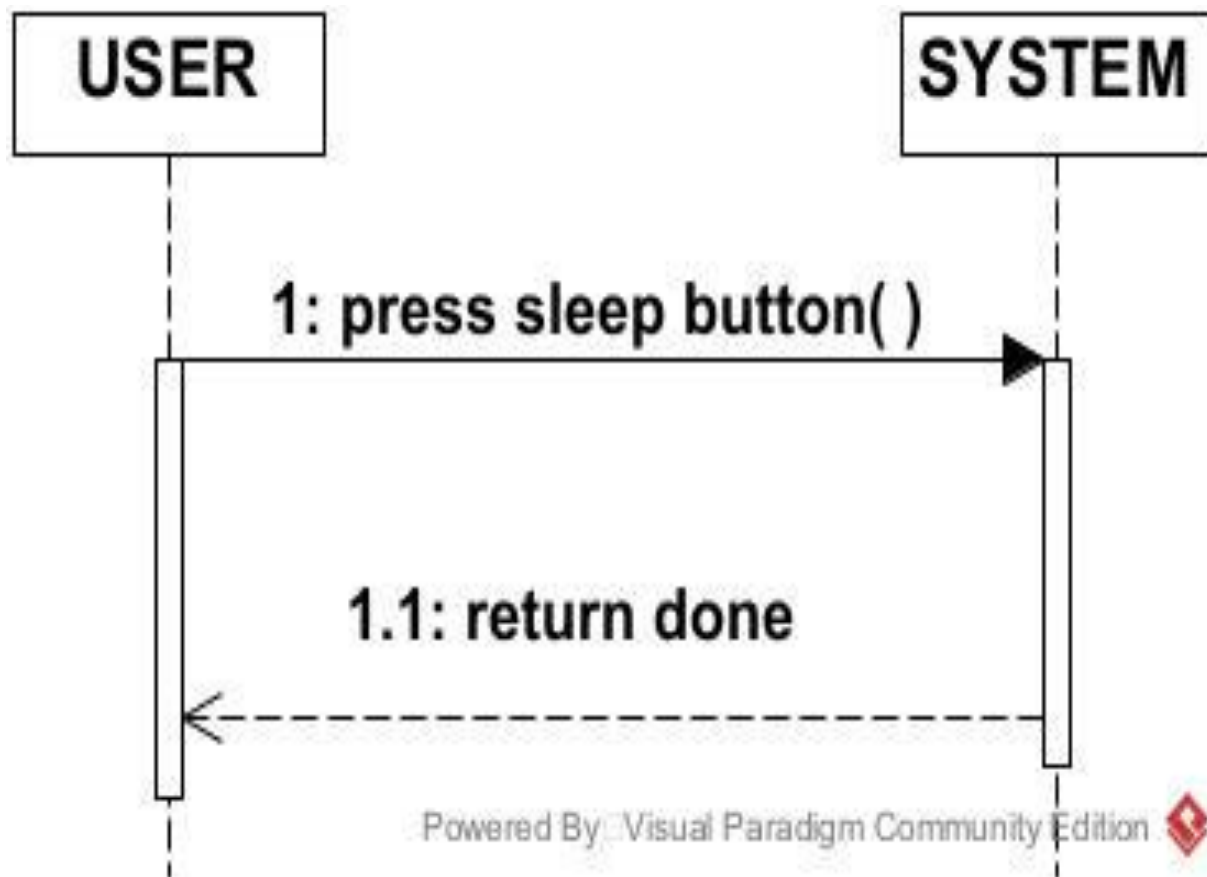 USER
SYSTEM
1: press sleep button( )
1.1: return done
Powered By Visual Paradigm Community Edition